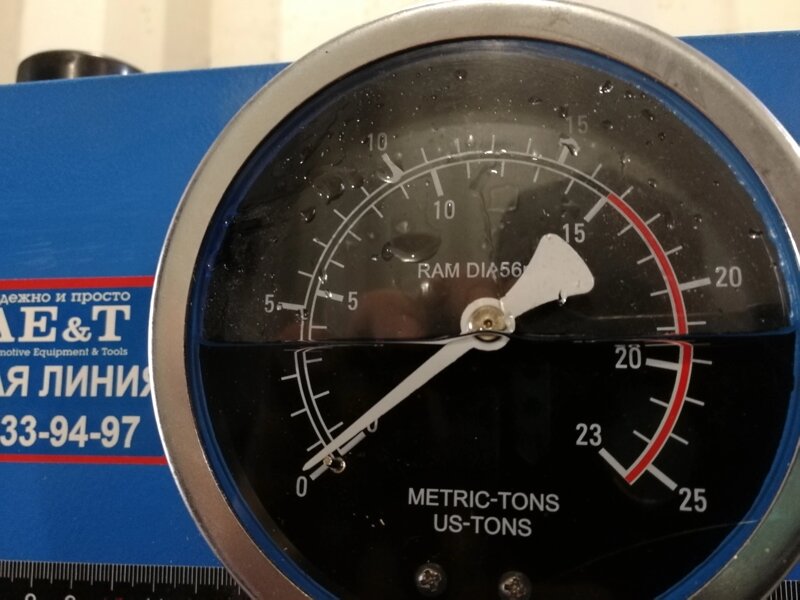 дежно и просто
AE&T
motive Equipment & Tools
АЯ ЛИНИЯ
33-94-97
15
10
10
15
RAM DIA56
5
5
20
20
0
23
0
25
METRIC-TONS
US-TONS